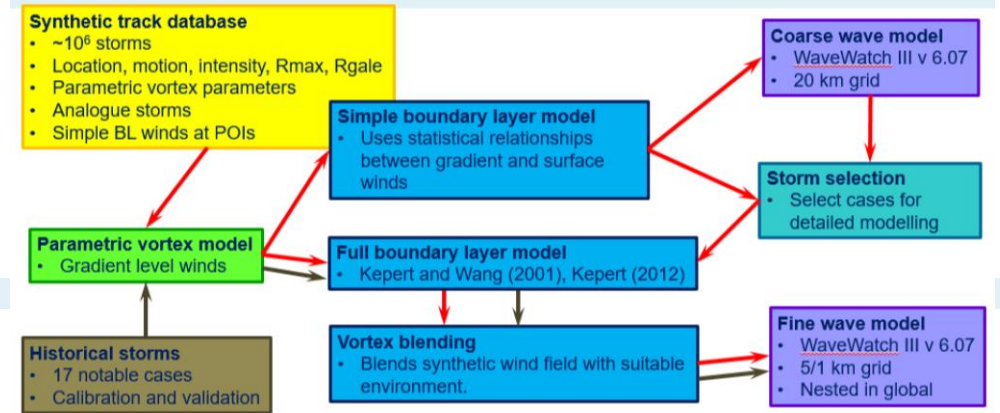 Synthetic track database
• ~10⁶ storms
• Location, motion, intensity, Rmax, Rgale
• Parametric vortex parameters
• Analogue storms
• Simple BL winds at POIs
Simple boundary layer model
• Uses statistical relationships
between gradient and surface
winds
Coarse wave model
• WaveWatch III v 6.07
• 20 km grid
Storm selection
• Select cases for
detailed modelling
Parametric vortex model
• Gradient level winds
Full boundary layer model
• Kepert and Wang (2001), Kepert (2012)
Historical storms
• 17 notable cases
• Calibration and validation
Vortex blending
• Blends synthetic wind field with suitable
environment.
Fine wave model
• WaveWatch III v 6.07
• 5/1 km grid
• Nested in global